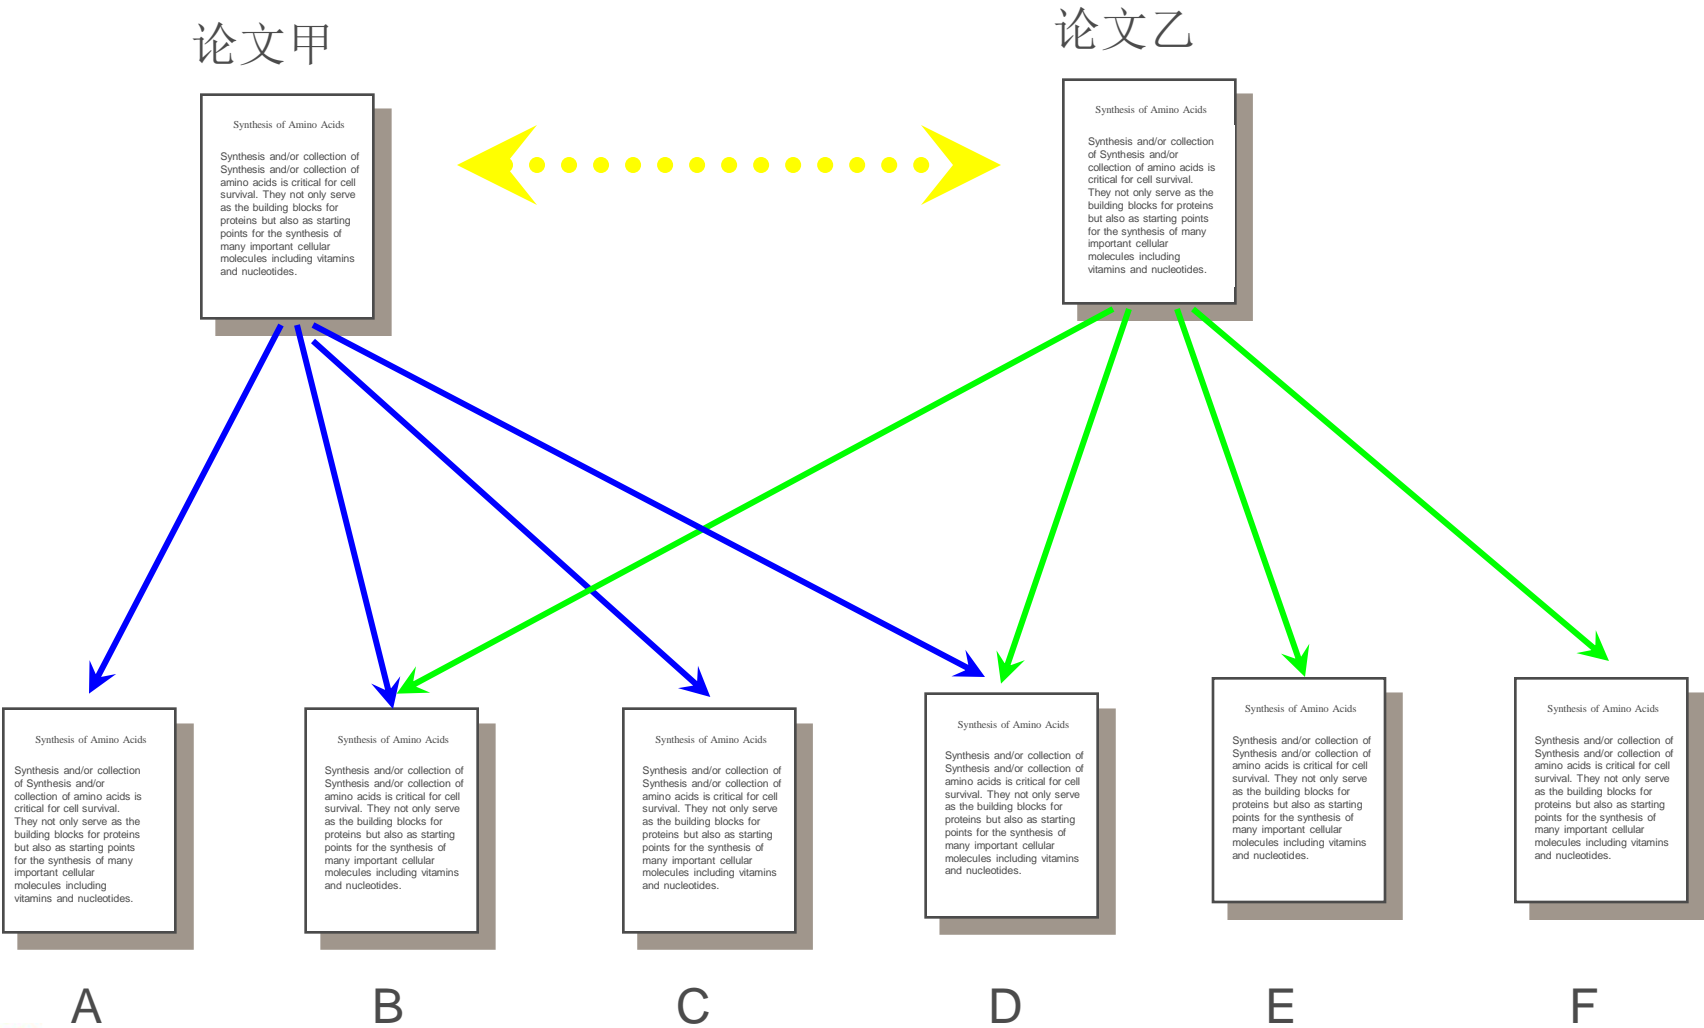 论文甲
论文乙
Synthesis of Amino Acids
Synthesis and/or collection of
Synthesis and/or collection of
amino acids is critical for cell
survival. They not only serve
as the building blocks for
proteins but also as starting
points for the synthesis of
many important cellular
molecules including vitamins
and nucleotides.
Synthesis of Amino Acids
Synthesis and/or collection
of Synthesis and/or
collection of amino acids is
critical for cell survival.
They not only serve as the
building blocks for proteins
but also as starting points
for the synthesis of many
important cellular
molecules including
vitamins and nucleotides.
Synthesis of Amino Acids
Synthesis and/or collection
of Synthesis and/or
collection of amino acids is
critical for cell survival.
They not only serve as the
building blocks for proteins
but also as starting points
for the synthesis of many
important cellular
molecules including
vitamins and nucleotides.
Synthesis of Amino Acids
Synthesis and/or collection of
Synthesis and/or collection of
amino acids is critical for cell
survival. They not only serve
as the building blocks for
proteins but also as starting
points for the synthesis of
many important cellular
molecules including vitamins
and nucleotides.
Synthesis of Amino Acids
Synthesis and/or collection of
Synthesis and/or collection of
amino acids is critical for cell
survival. They not only serve
as the building blocks for
proteins but also as starting
points for the synthesis of
many important cellular
molecules including vitamins
and nucleotides.
Synthesis of Amino Acids
Synthesis and/or collection of
Synthesis and/or collection of
amino acids is critical for cell
survival. They not only serve
as the building blocks for
proteins but also as starting
points for the synthesis of
many important cellular
molecules including vitamins
and nucleotides.
Synthesis of Amino Acids
Synthesis and/or collection of
Synthesis and/or collection of
amino acids is critical for cell
survival. They not only serve
as the building blocks for
proteins but also as starting
points for the synthesis of
many important cellular
molecules including vitamins
and nucleotides.
Synthesis of Amino Acids
Synthesis and/or collection of
Synthesis and/or collection of
amino acids is critical for cell
survival. They not only serve
as the building blocks for
proteins but also as starting
points for the synthesis of
many important cellular
molecules including vitamins
and nucleotides.
A
B
C
D
E
F